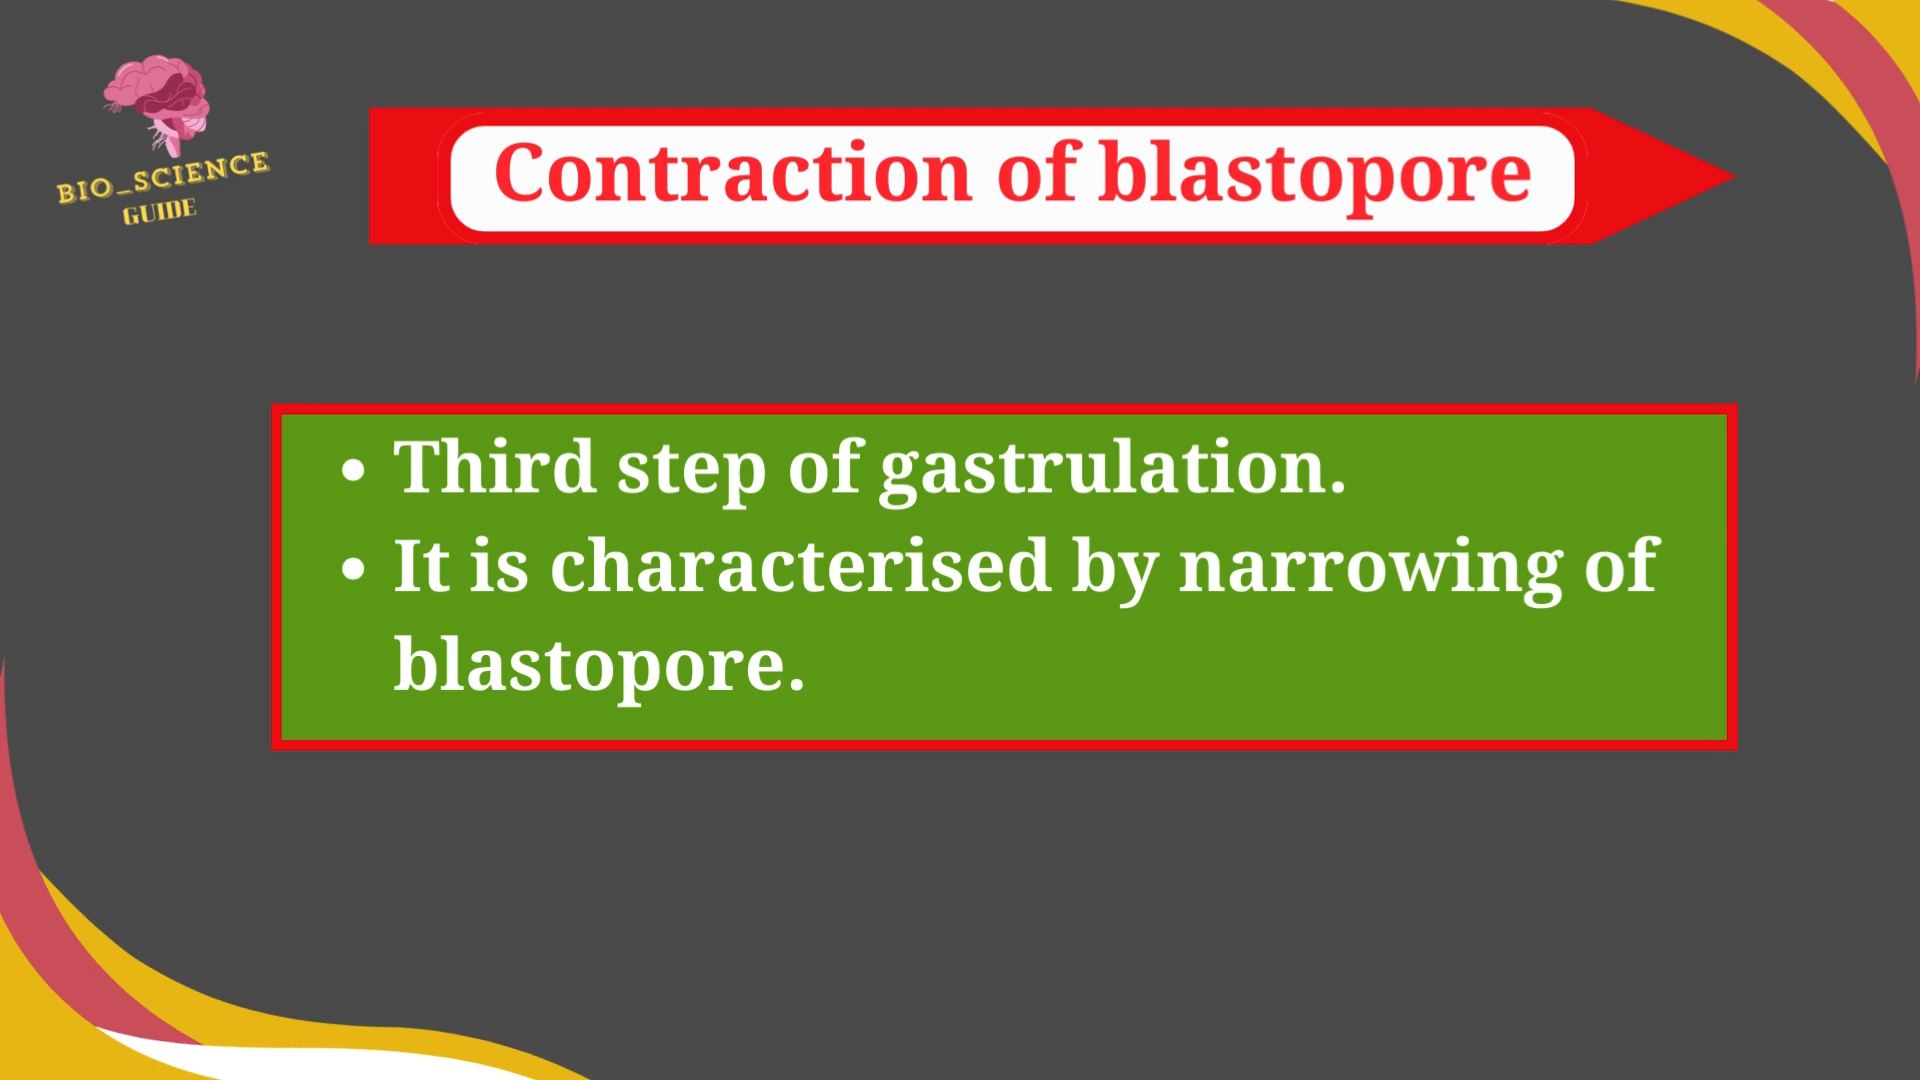 BIO_SCIENCE
GUIDE
Contraction of blastopore
• Third step of gastrulation.
• It is characterised by narrowing of
blastopore.